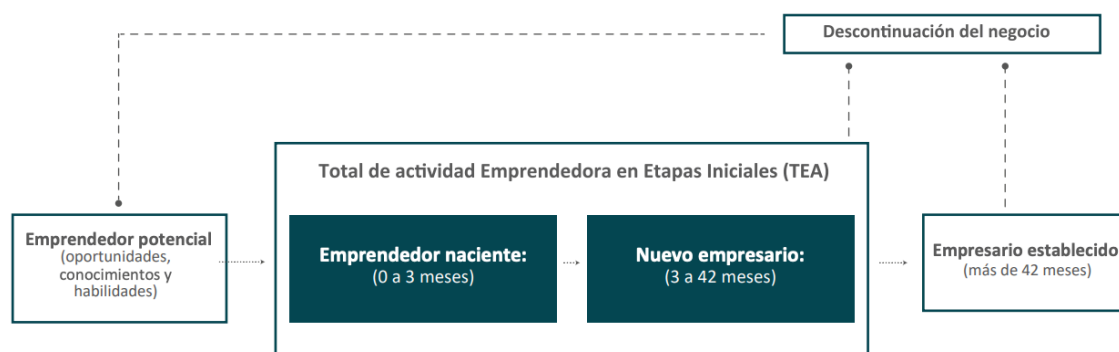 Descontinuación del negocio
Total de actividad Emprendedora en Etapas Iniciales (TEA)
Emprendedor potencial
(oportunidades,
conocimientos y
habilidades)
Emprendedor naciente:
(0 a 3 meses)
Nuevo empresario:
(3 a 42 meses)
Empresario establecido
(más de 42 meses)